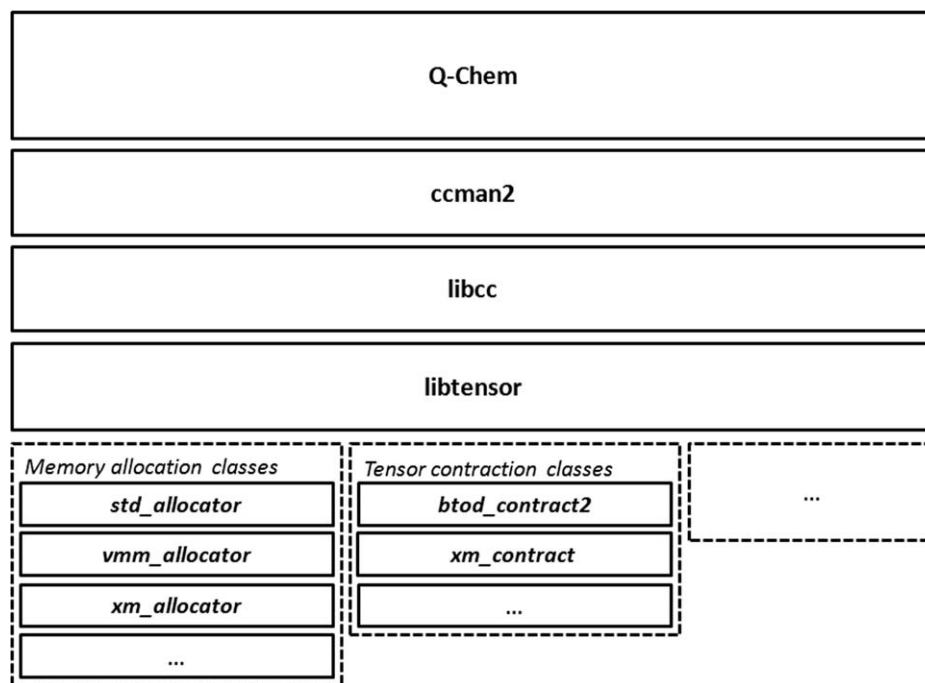 Q-Chem
ccman2
libcc
libtensor
Memory allocation classes
std_allocator
vmm_allocator
xm_allocator
...
Tensor contraction classes
btod_contract2
xm_contract
...
...